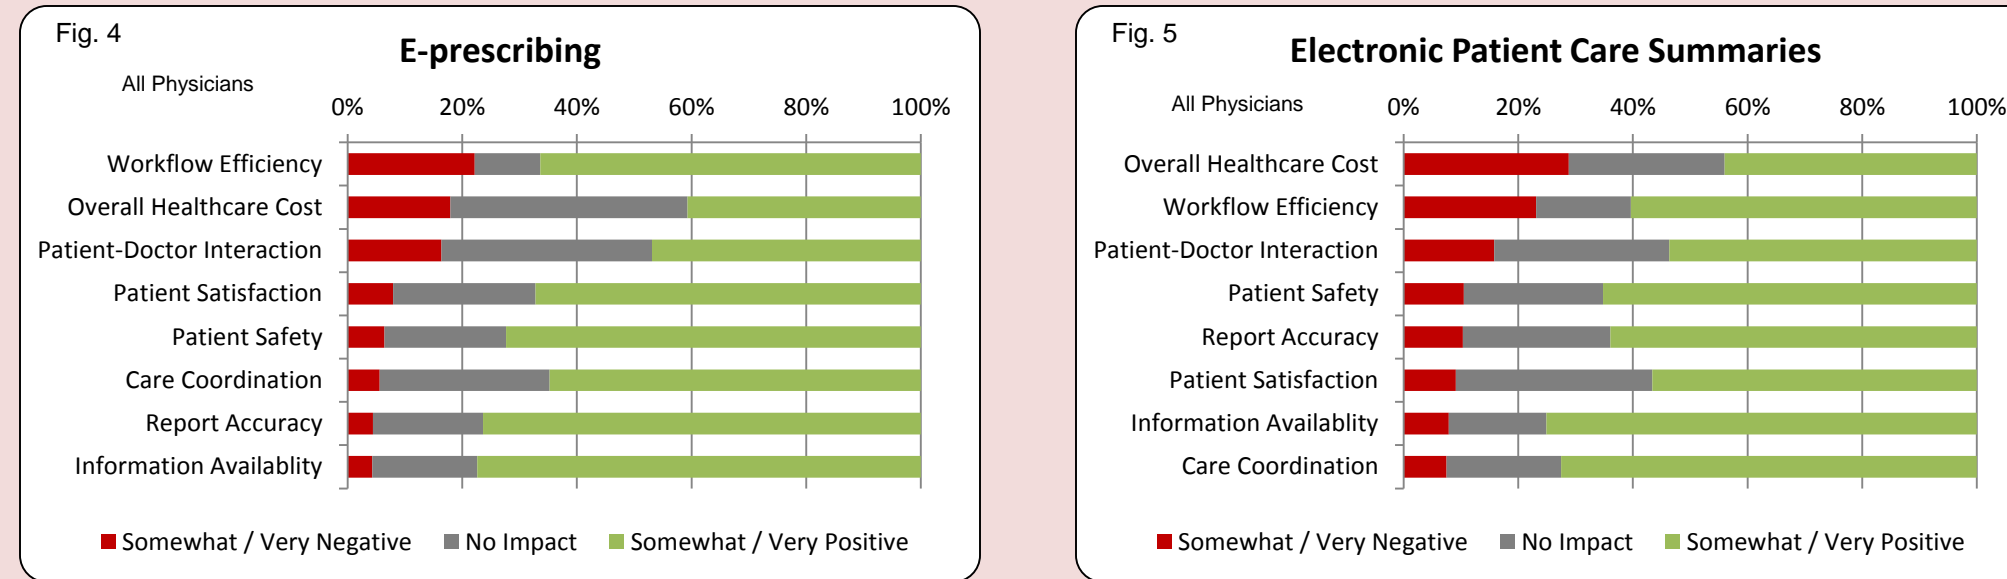 Fig. 4
E-prescribing
All Physicians
0% 20% 40% 60% 80% 100%
Workflow Efficiency
Overall Healthcare Cost
Patient-Doctor Interaction
Patient Satisfaction
Patient Safety
Care Coordination
Report Accuracy
Information Availablity
Somewhat / Very Negative No Impact Somewhat / Very Positive
Fig. 5
Electronic Patient Care Summaries
All Physicians
0% 20% 40% 60% 80% 100%
Overall Healthcare Cost
Workflow Efficiency
Patient-Doctor Interaction
Patient Safety
Report Accuracy
Patient Satisfaction
Information Availablity
Care Coordination
Somewhat / Very Negative No Impact Somewhat / Very Positive